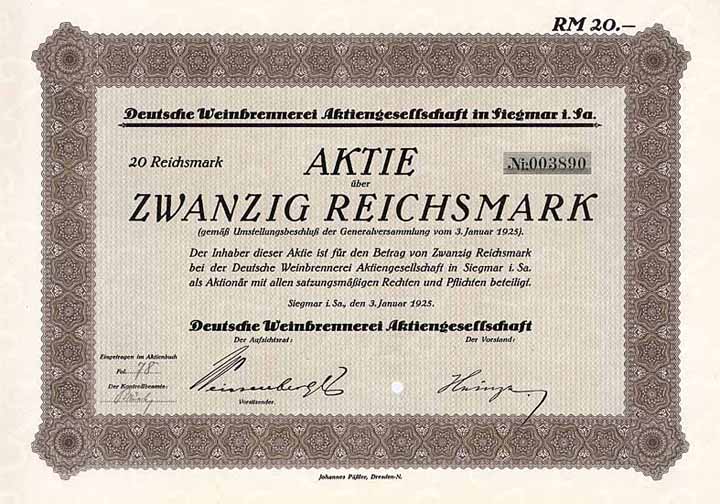 RM 20.—
Deutsche Weinbrennerei Aktiengesellschaft in Siegmar i. Sa.
20 Reichsmark
AKTIE
№003890
über
ZWANZIG REICHSMARK
(gemäß Umstellungsbeschluß der Generalversammlung vom 3. Januar 1925).
Der Inhaber dieser Aktie ist für den Betrag von Zwanzig Reichsmark
bei der Deutsche Weinbrennerei Aktiengesellschaft in Siegmar i. Sa.
als Aktionär mit allen satzungsmäßigen Rechten und Pflichten beteiligt.
Siegmar i. Sa., den 3. Januar 1925.
Deutsche Weinbrennerei Aktiengesellschaft
Der Aufsichtsrat:
Der Vorstand:
Eingetragen im Aktienbuch
Fol. 78
Der Kontrollbeamte:
Vorsitzender.
Johannes Päßler, Dresden-N.